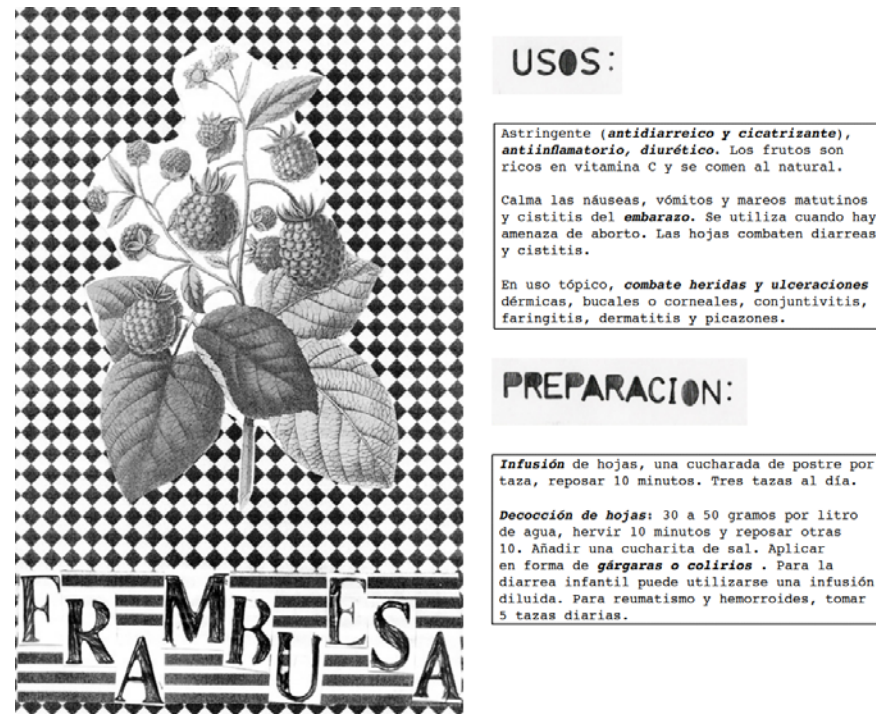 FRAMBUESA
USOS:
Astringente (antidiarreico y cicatrizante),
antiinflamatorio, diurético. Los frutos son
ricos en vitamina C y se comen al natural.
Calma las náuseas, vómitos y mareos matutinos
y cistitis del embarazo. Se utiliza cuando hay
amenaza de aborto. Las hojas combaten diarreas
y cistitis.
En uso tópico, combate heridas y ulceraciones
dérmicas, bucales o corneales, conjuntivitis,
faringitis, dermatitis y picazones.
PREPARACION:
Infusión de hojas, una cucharada de postre por
taza, reposar 10 minutos. Tres tazas al día.
Decocción de hojas: 30 a 50 gramos por litro
de agua, hervir 10 minutos y reposar otras
10. Añadir una cucharita de sal. Aplicar
en forma de gárgaras o colirios . Para la
diarrea infantil puede utilizarse una infusión
diluida. Para reumatismo y hemorroides, tomar
5 tazas diarias.